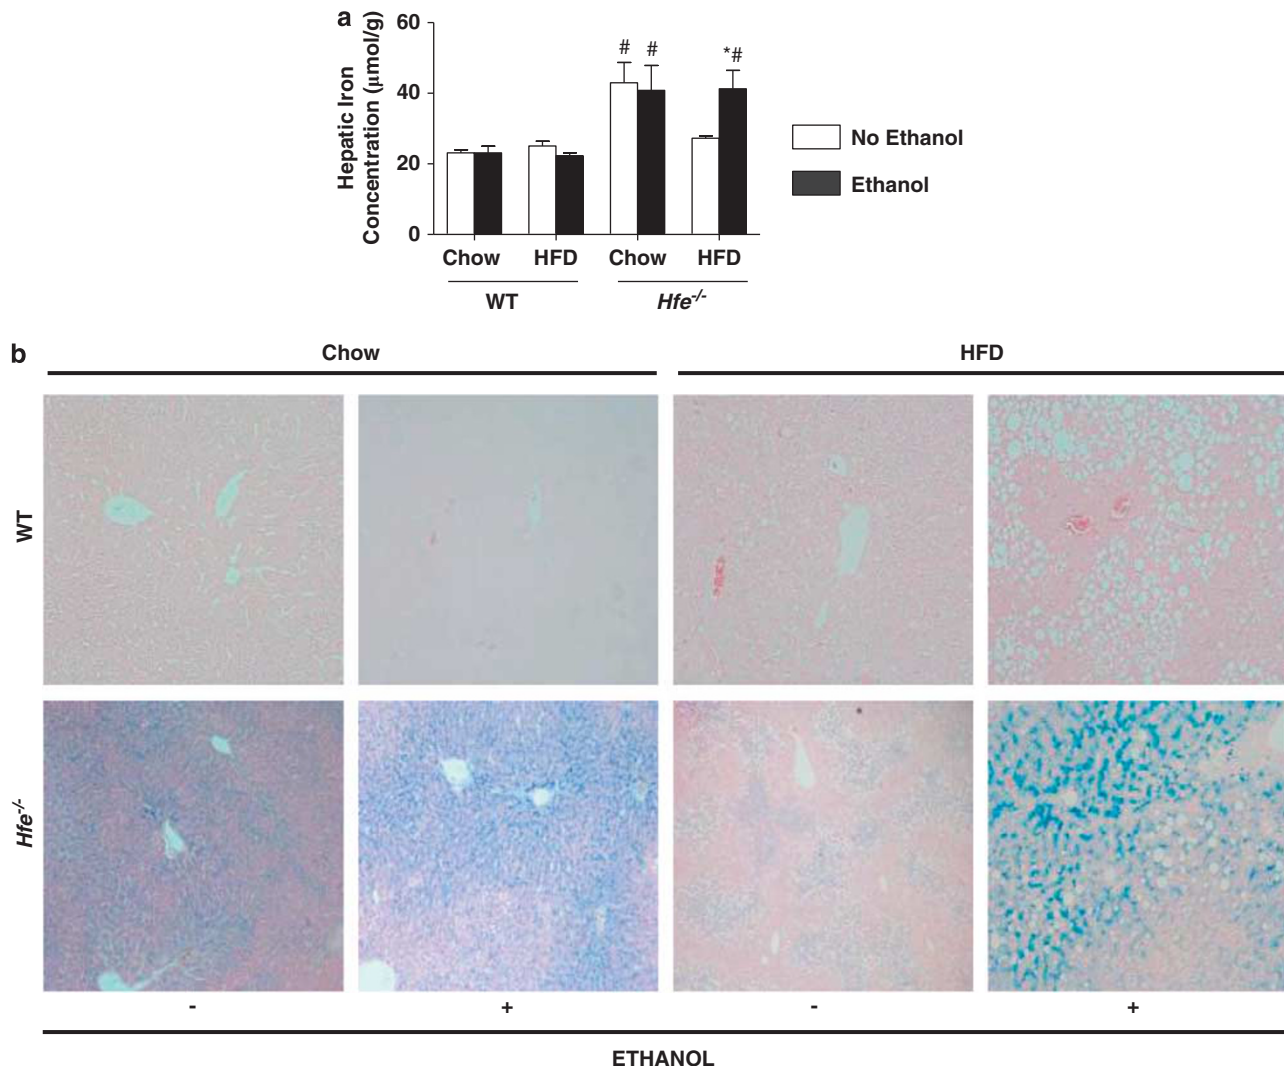 a
60
40
20
0
Hepatic Iron
Concentration (μmol/g)
# # *#
No Ethanol
Ethanol
Chow HFD Chow HFD
WT Hfe-/-
b
Chow HFD
WT
Hfe-/-
- + - +
ETHANOL